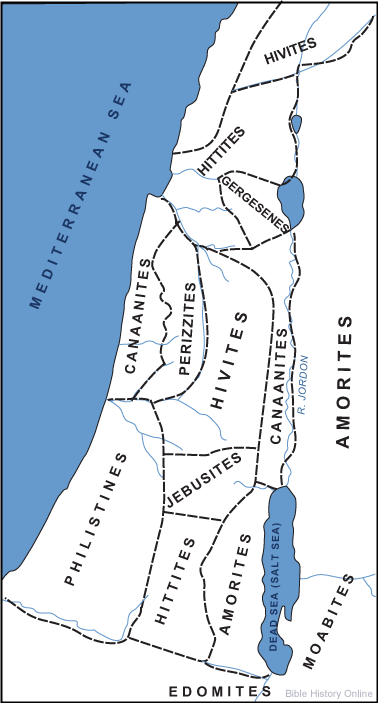 HIVITES
MEDITERRANEAN SEA
HITTITES
GERGESENES
CANAANITES
PERIZZITES
HIVITES
CANAANITES
R. JORDON
AMORITES
JEBUSITES
PHILISTINES
HITTITES
AMORITES
DEAD SEA (SALT SEA)
MOABITES
EDOMITES
Bible History Online